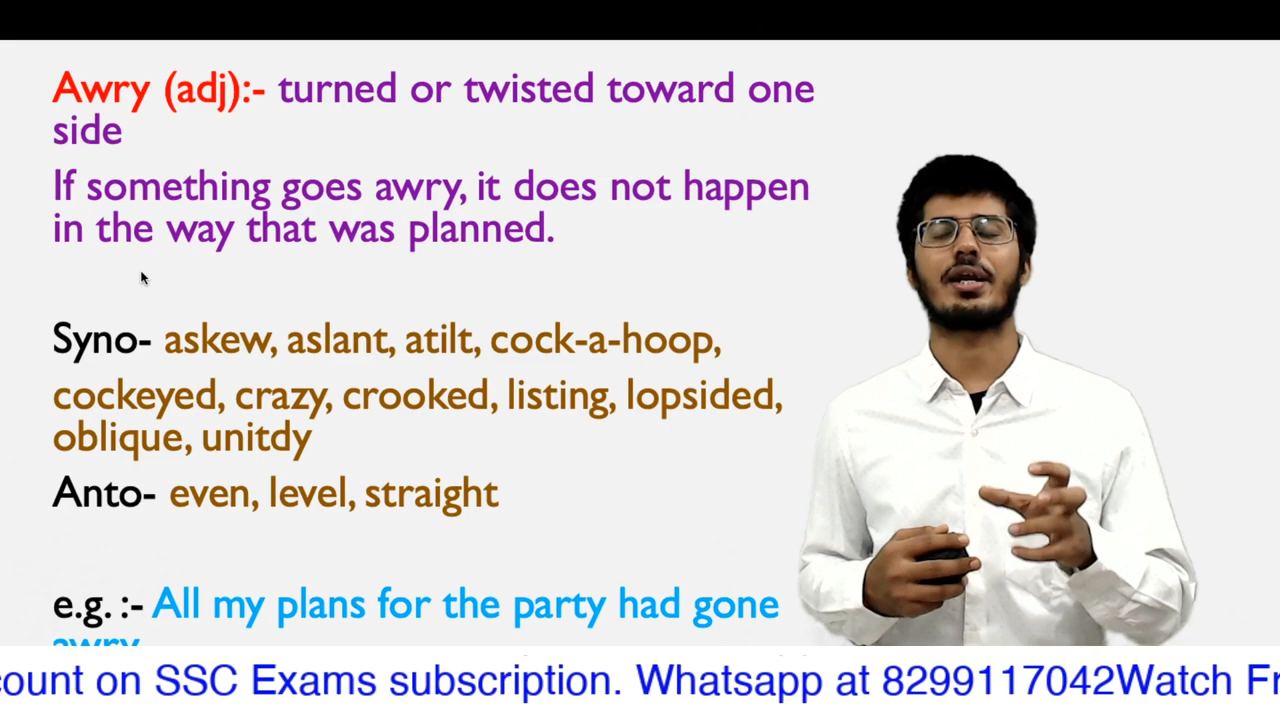 Awry (adj):- turned or twisted toward one
side
If something goes awry, it does not happen
in the way that was planned.
Syno- askew, aslant, atilt, cock-a-hoop,
cockeyed, crazy, crooked, listing, lopsided,
oblique, unitdy
Anto- even, level, straight
e.g. :- All my plans for the party had gone
awry
count on SSC Exams subscription. Whatsapp at 8299117042Watch Fr